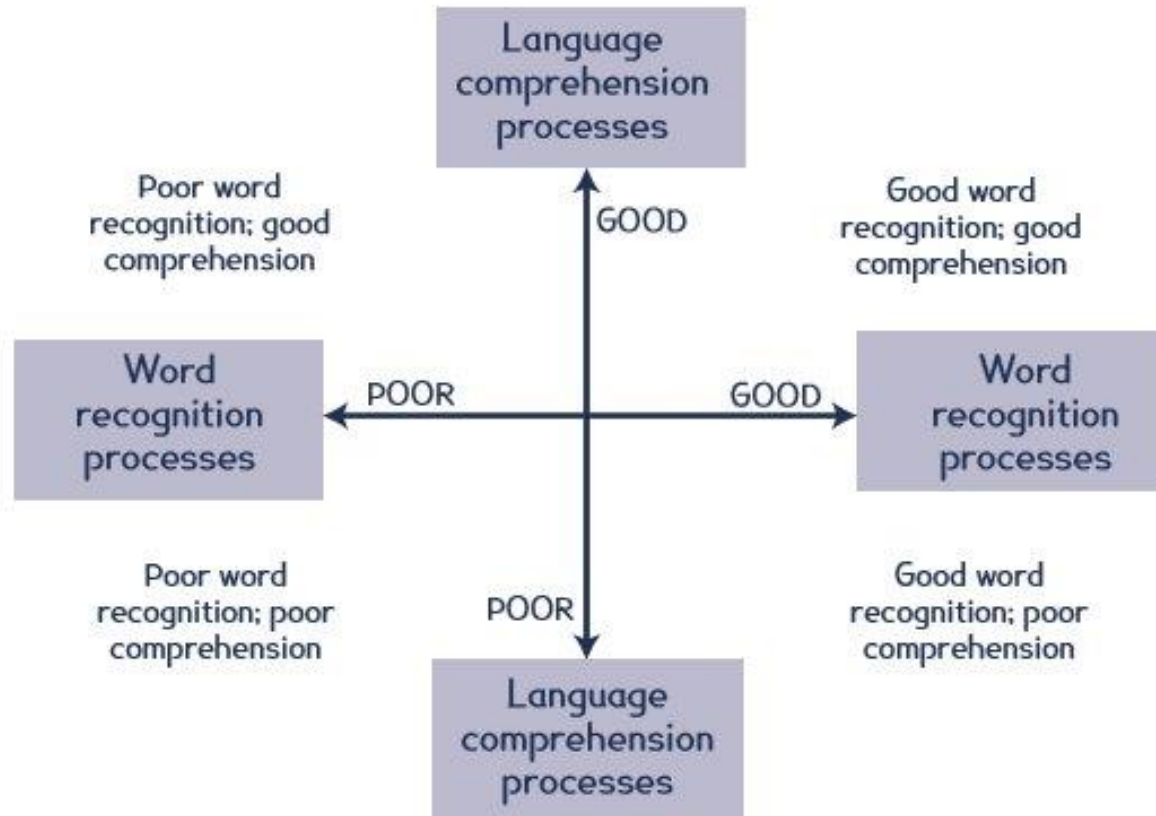 Language
comprehension
processes
Poor word
recognition; good
comprehension
GOOD
Good word
recognition; good
comprehension
Word
recognition
processes
POOR
GOOD
Word
recognition
processes
Poor word
recognition; poor
comprehension
POOR
Good word
recognition; poor
comprehension
Language
comprehension
processes